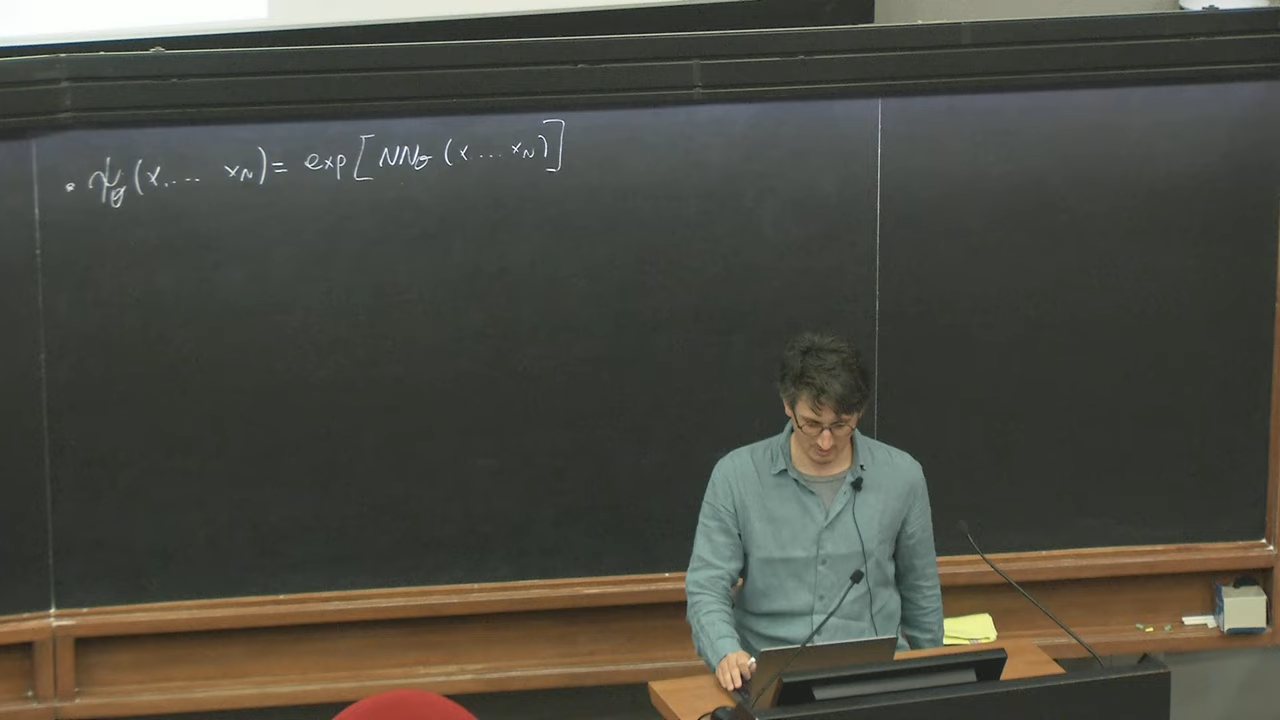 • ψ_θ(x.... x_N) = exp[NN_θ (x ... x_N)]